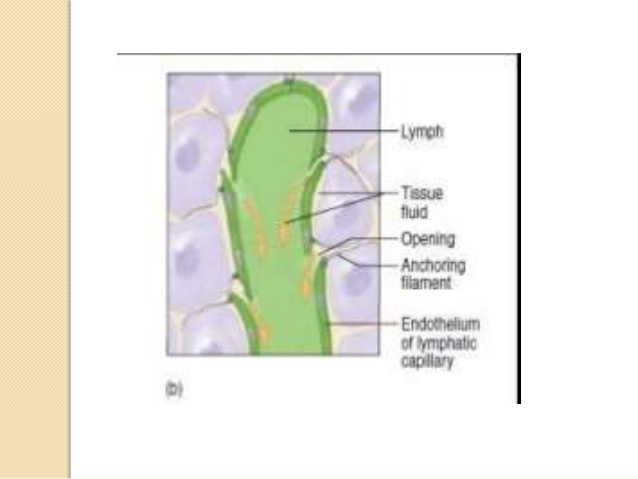 Lymph
Tissue
fluid
Opening
Anchoring
filament
Endothelium
of lymphatic
capillary
(b)